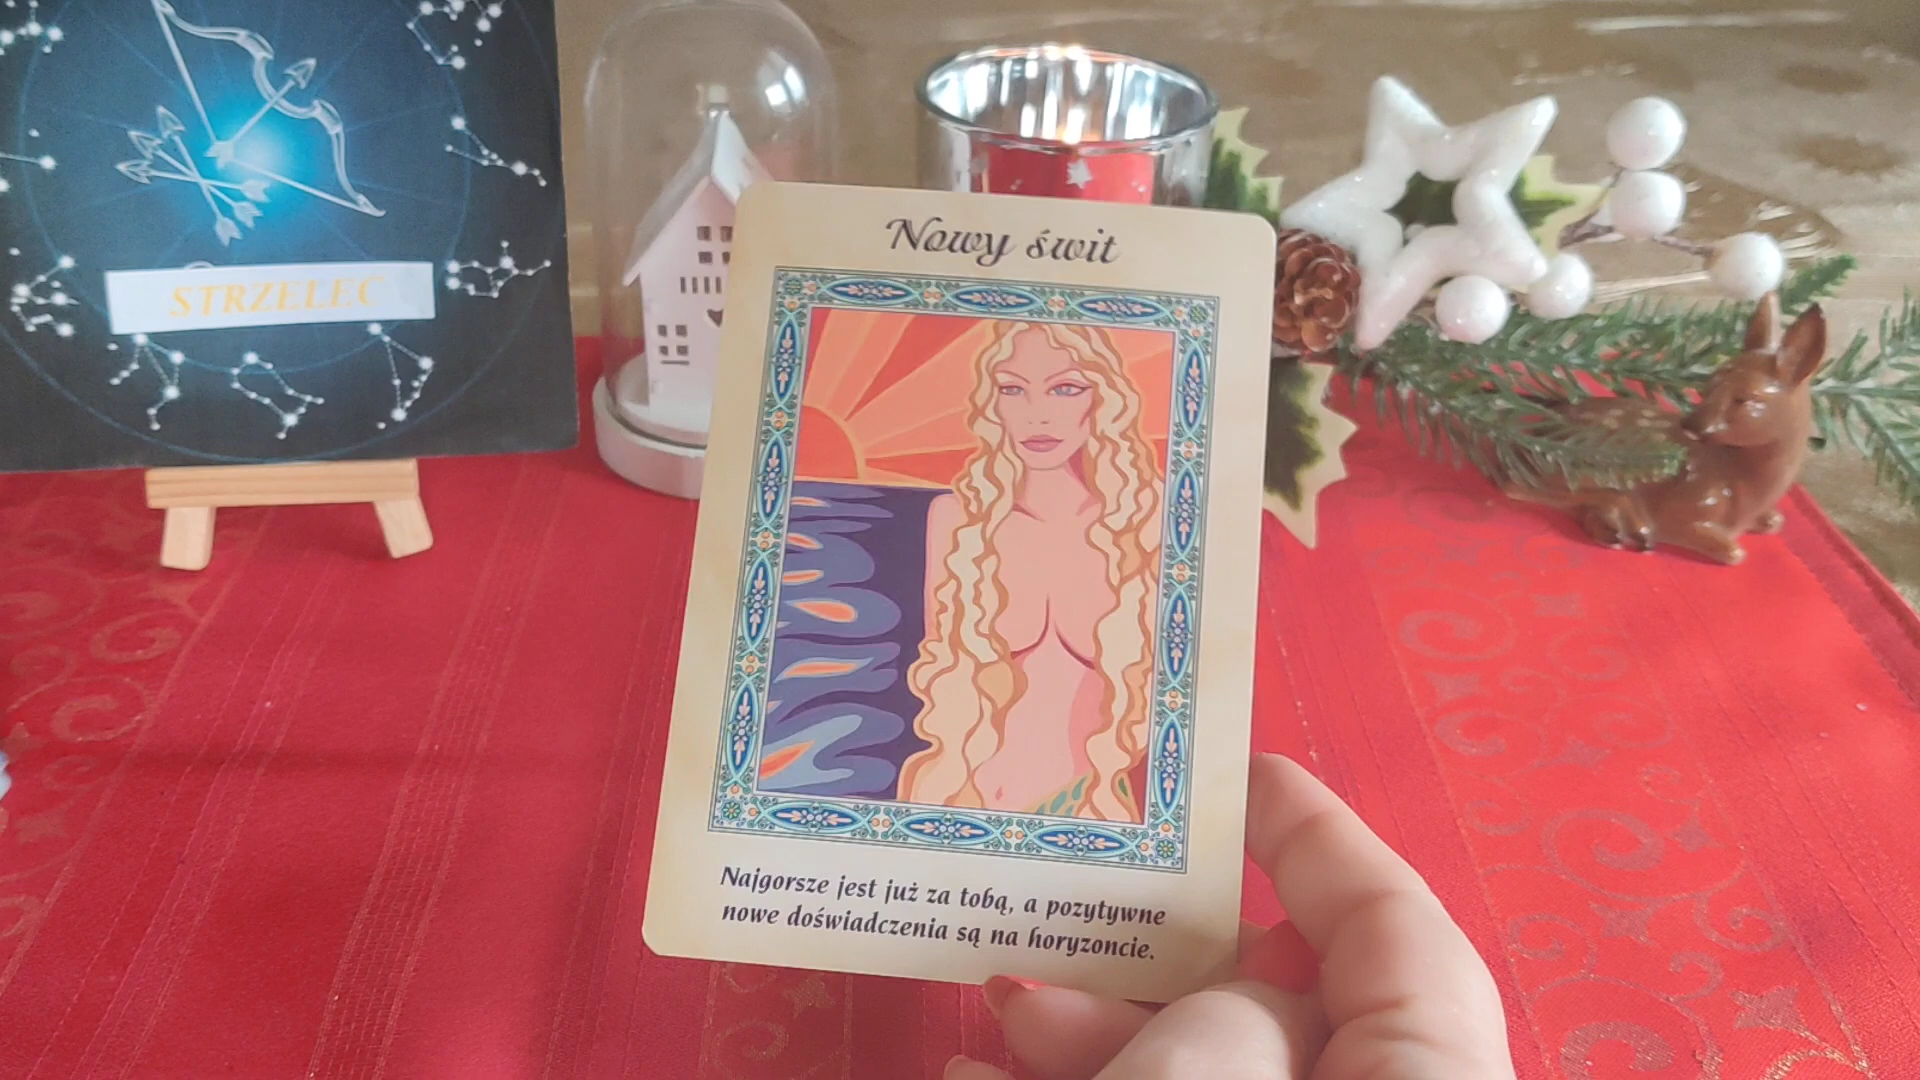 STRZELEC
Nowy świt
Najgorsze jest już za tobą, a pozytywne
nowe doświadczenia są na horyzoncie.